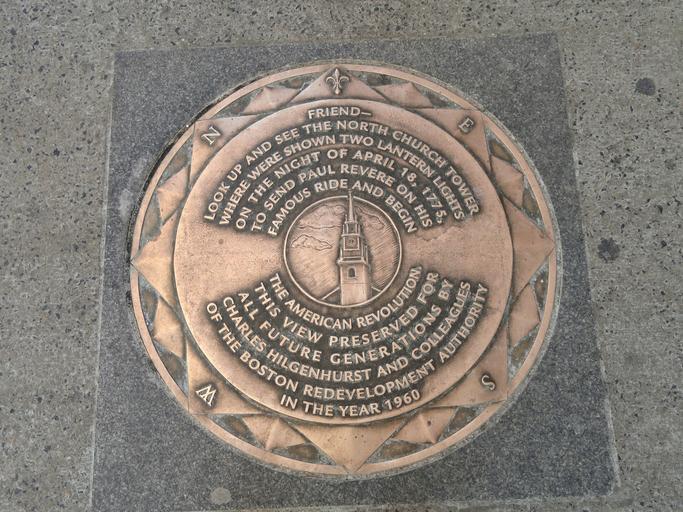 N
E
FRIEND—
LOOK UP AND SEE THE NORTH CHURCH TOWER
WHERE WERE SHOWN TWO LANTERN LIGHTS
ON THE NIGHT OF APRIL 18, 1775.
TO SEND PAUL REVERE ON HIS
FAMOUS RIDE AND BEGIN
THE AMERICAN REVOLUTION.
THIS VIEW PRESERVED FOR
ALL FUTURE GENERATIONS BY
CHARLES HILGENHURST AND COLLEAGUES
OF THE BOSTON REDEVELOPMENT AUTHORITY
IN THE YEAR 1960
W
S